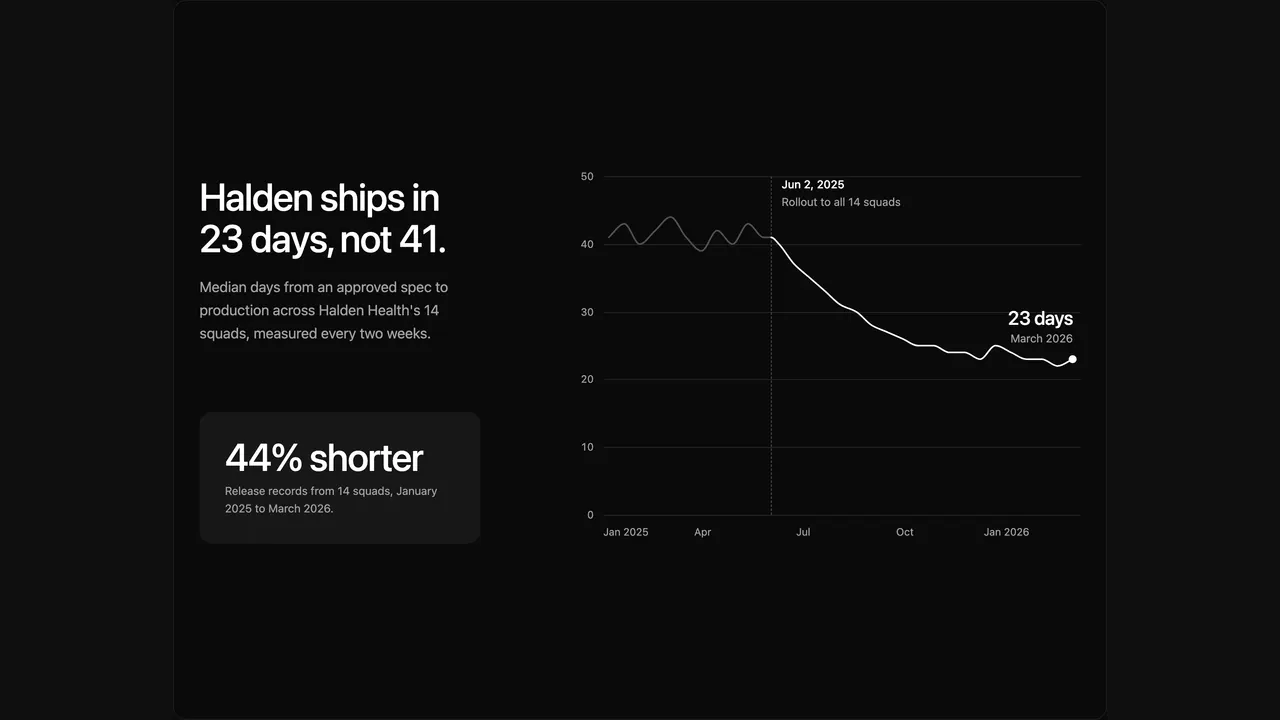 Halden ships in
23 days, not 41.
Median days from an approved spec to
production across Halden Health's 14
squads, measured every two weeks.
44% shorter
Release records from 14 squads, January
2025 to March 2026.
50
40
30
20
10
0
Jun 2, 2025
Rollout to all 14 squads
23 days
March 2026
Jan 2025
Apr
Jul
Oct
Jan 2026